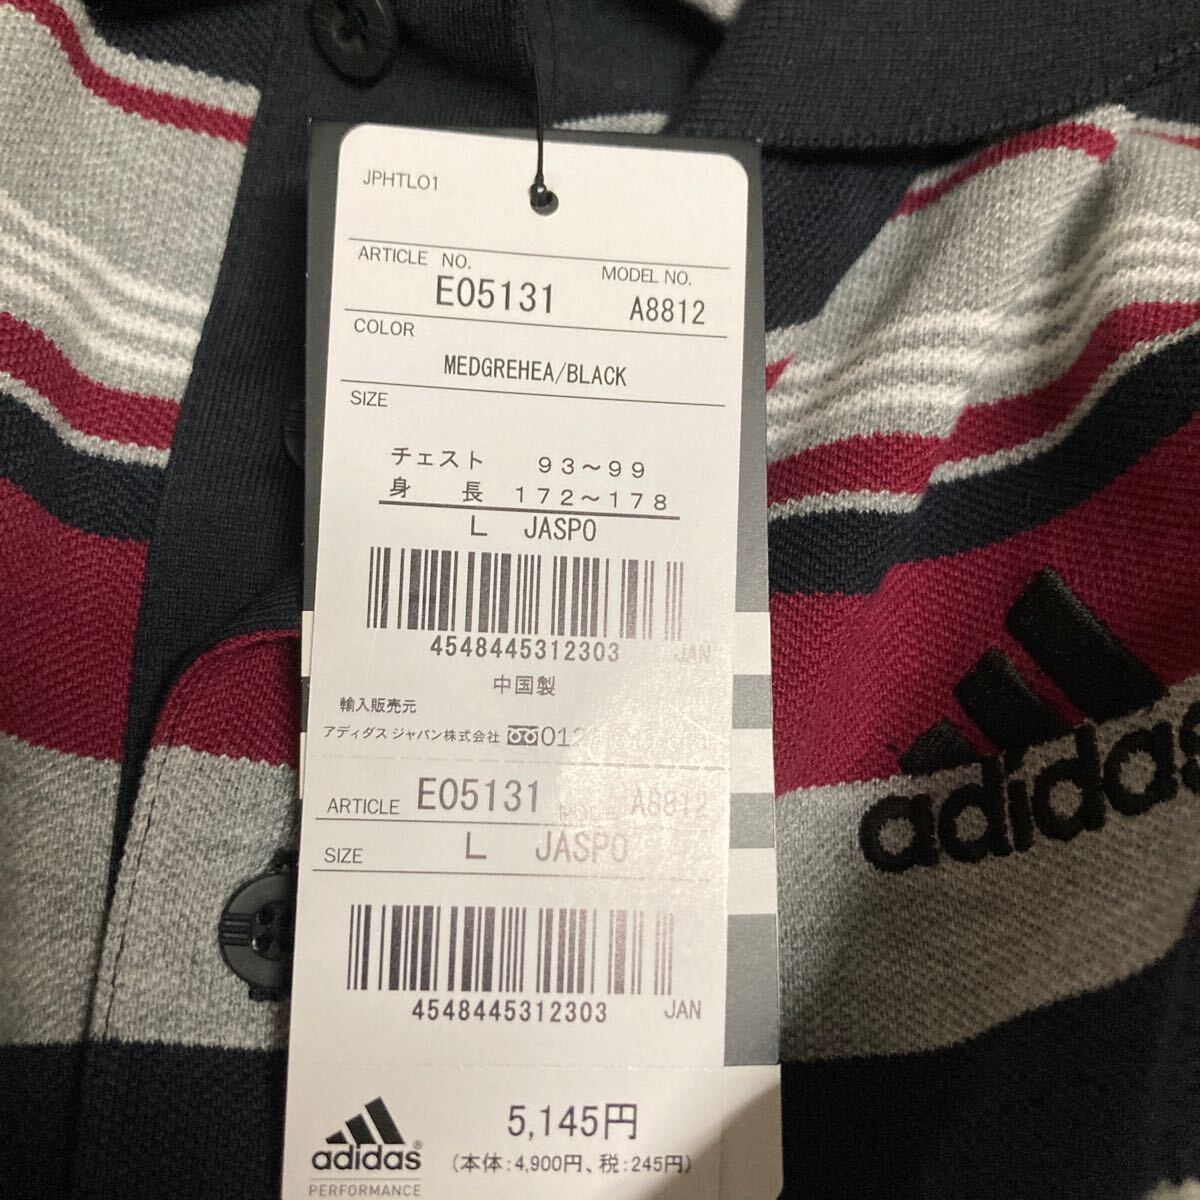 JPHTL01
ARTICLE NO.
E05131
MODEL NO.
A8812
COLOR
MEDGREHEA/BLACK
SIZE
チェスト 93～99
身長 172～178
L JASPO
4548445312303 JAN
中国製
輸入販売元
アディダス ジャパン株式会社
ARTICLE E05131 MODEL A8812
SIZE L JASPO
4548445312303 JAN
5,145円
(本体:4,900円、税:245円)
adidas®
PERFORMANCE
adidas